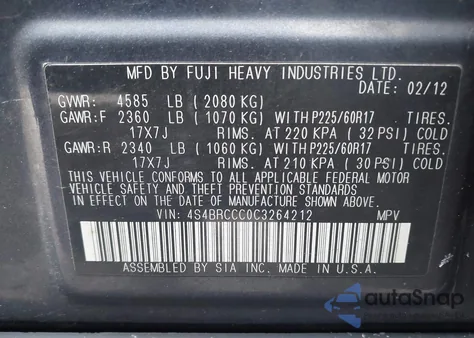 MFD BY FUJI HEAVY INDUSTRIES LTD.
DATE: 02/12
GVWR: 4585 LB (2080 KG)
GAWR:F 2360 LB (1070 KG) WITH P225/60R17 TIRES.
17X7J RIMS. AT 220 KPA (32 PSI) COLD
GAWR:R 2340 LB (1060 KG) WITH P225/60R17 TIRES.
17X7J RIMS. AT 210 KPA (30 PSI) COLD
THIS VEHICLE CONFORMS TO ALL APPLICABLE FEDERAL MOTOR
VEHICLE SAFETY AND THEFT PREVENTION STANDARDS
IN EFFECT ON THE DATE OF MANUFACTURE SHOWN ABOVE.
VIN: 4S4BRCCC0C3264212 MPV
ASSEMBLED BY SIA INC. MADE IN U.S.A.
autoSnap